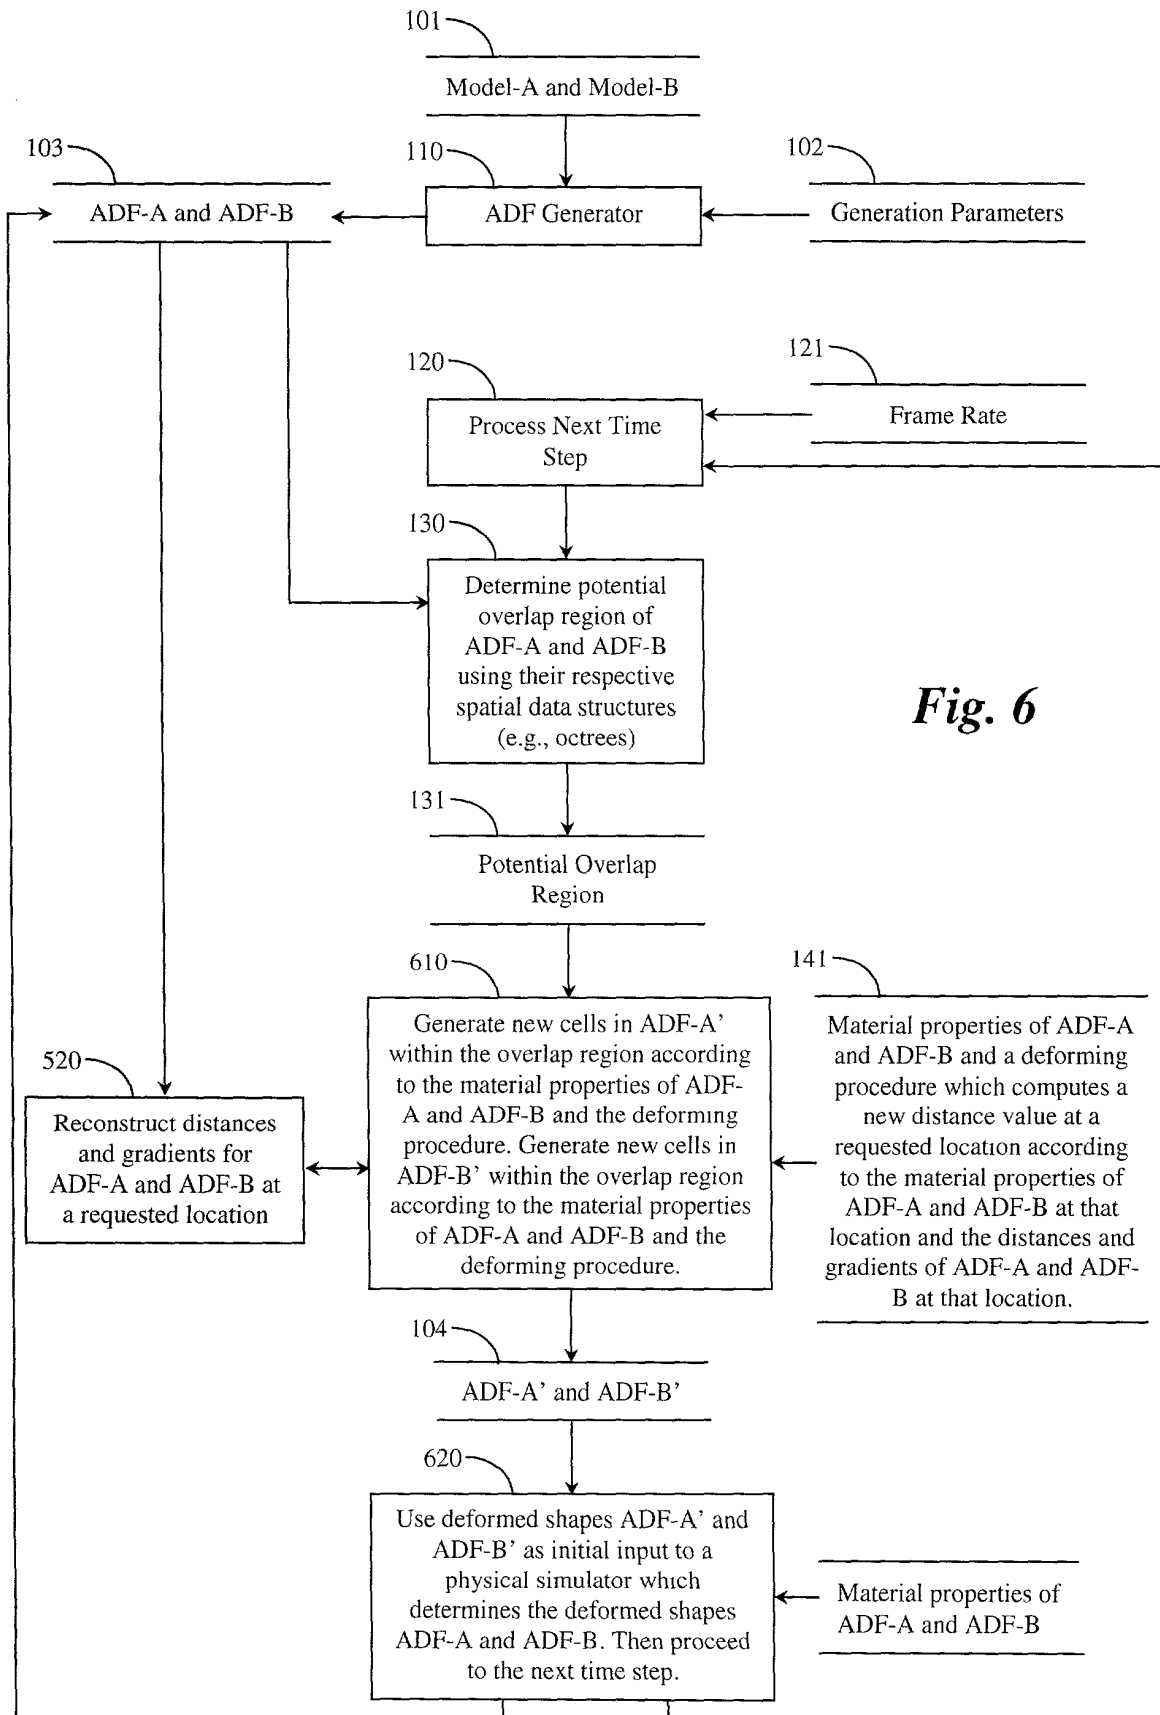 101
Model-A and Model-B
103
110
102
ADF-A and ADF-B
ADF Generator
Generation Parameters
120
121
Process Next Time
Step
Frame Rate
130
Determine potential
overlap region of
ADF-A and ADF-B
using their respective
spatial data structures
(e.g., octrees)
Fig. 6
131
Potential Overlap
Region
610
Generate new cells in ADF-A’
within the overlap region according
to the material properties of ADF-
A and ADF-B and the deforming
procedure. Generate new cells in
ADF-B’ within the overlap region
according to the material properties
of ADF-A and ADF-B and the
deforming procedure.
141
Material properties of ADF-A
and ADF-B and a deforming
procedure which computes a
new distance value at a
requested location according
to the material properties of
ADF-A and ADF-B at that
location and the distances and
gradients of ADF-A and ADF-
B at that location.
520
Reconstruct distances
and gradients for
ADF-A and ADF-B at
a requested location
104
ADF-A’ and ADF-B’
620
Use deformed shapes ADF-A’ and
ADF-B’ as initial input to a
physical simulator which
determines the deformed shapes
ADF-A and ADF-B. Then proceed
to the next time step.
Material properties of
ADF-A and ADF-B